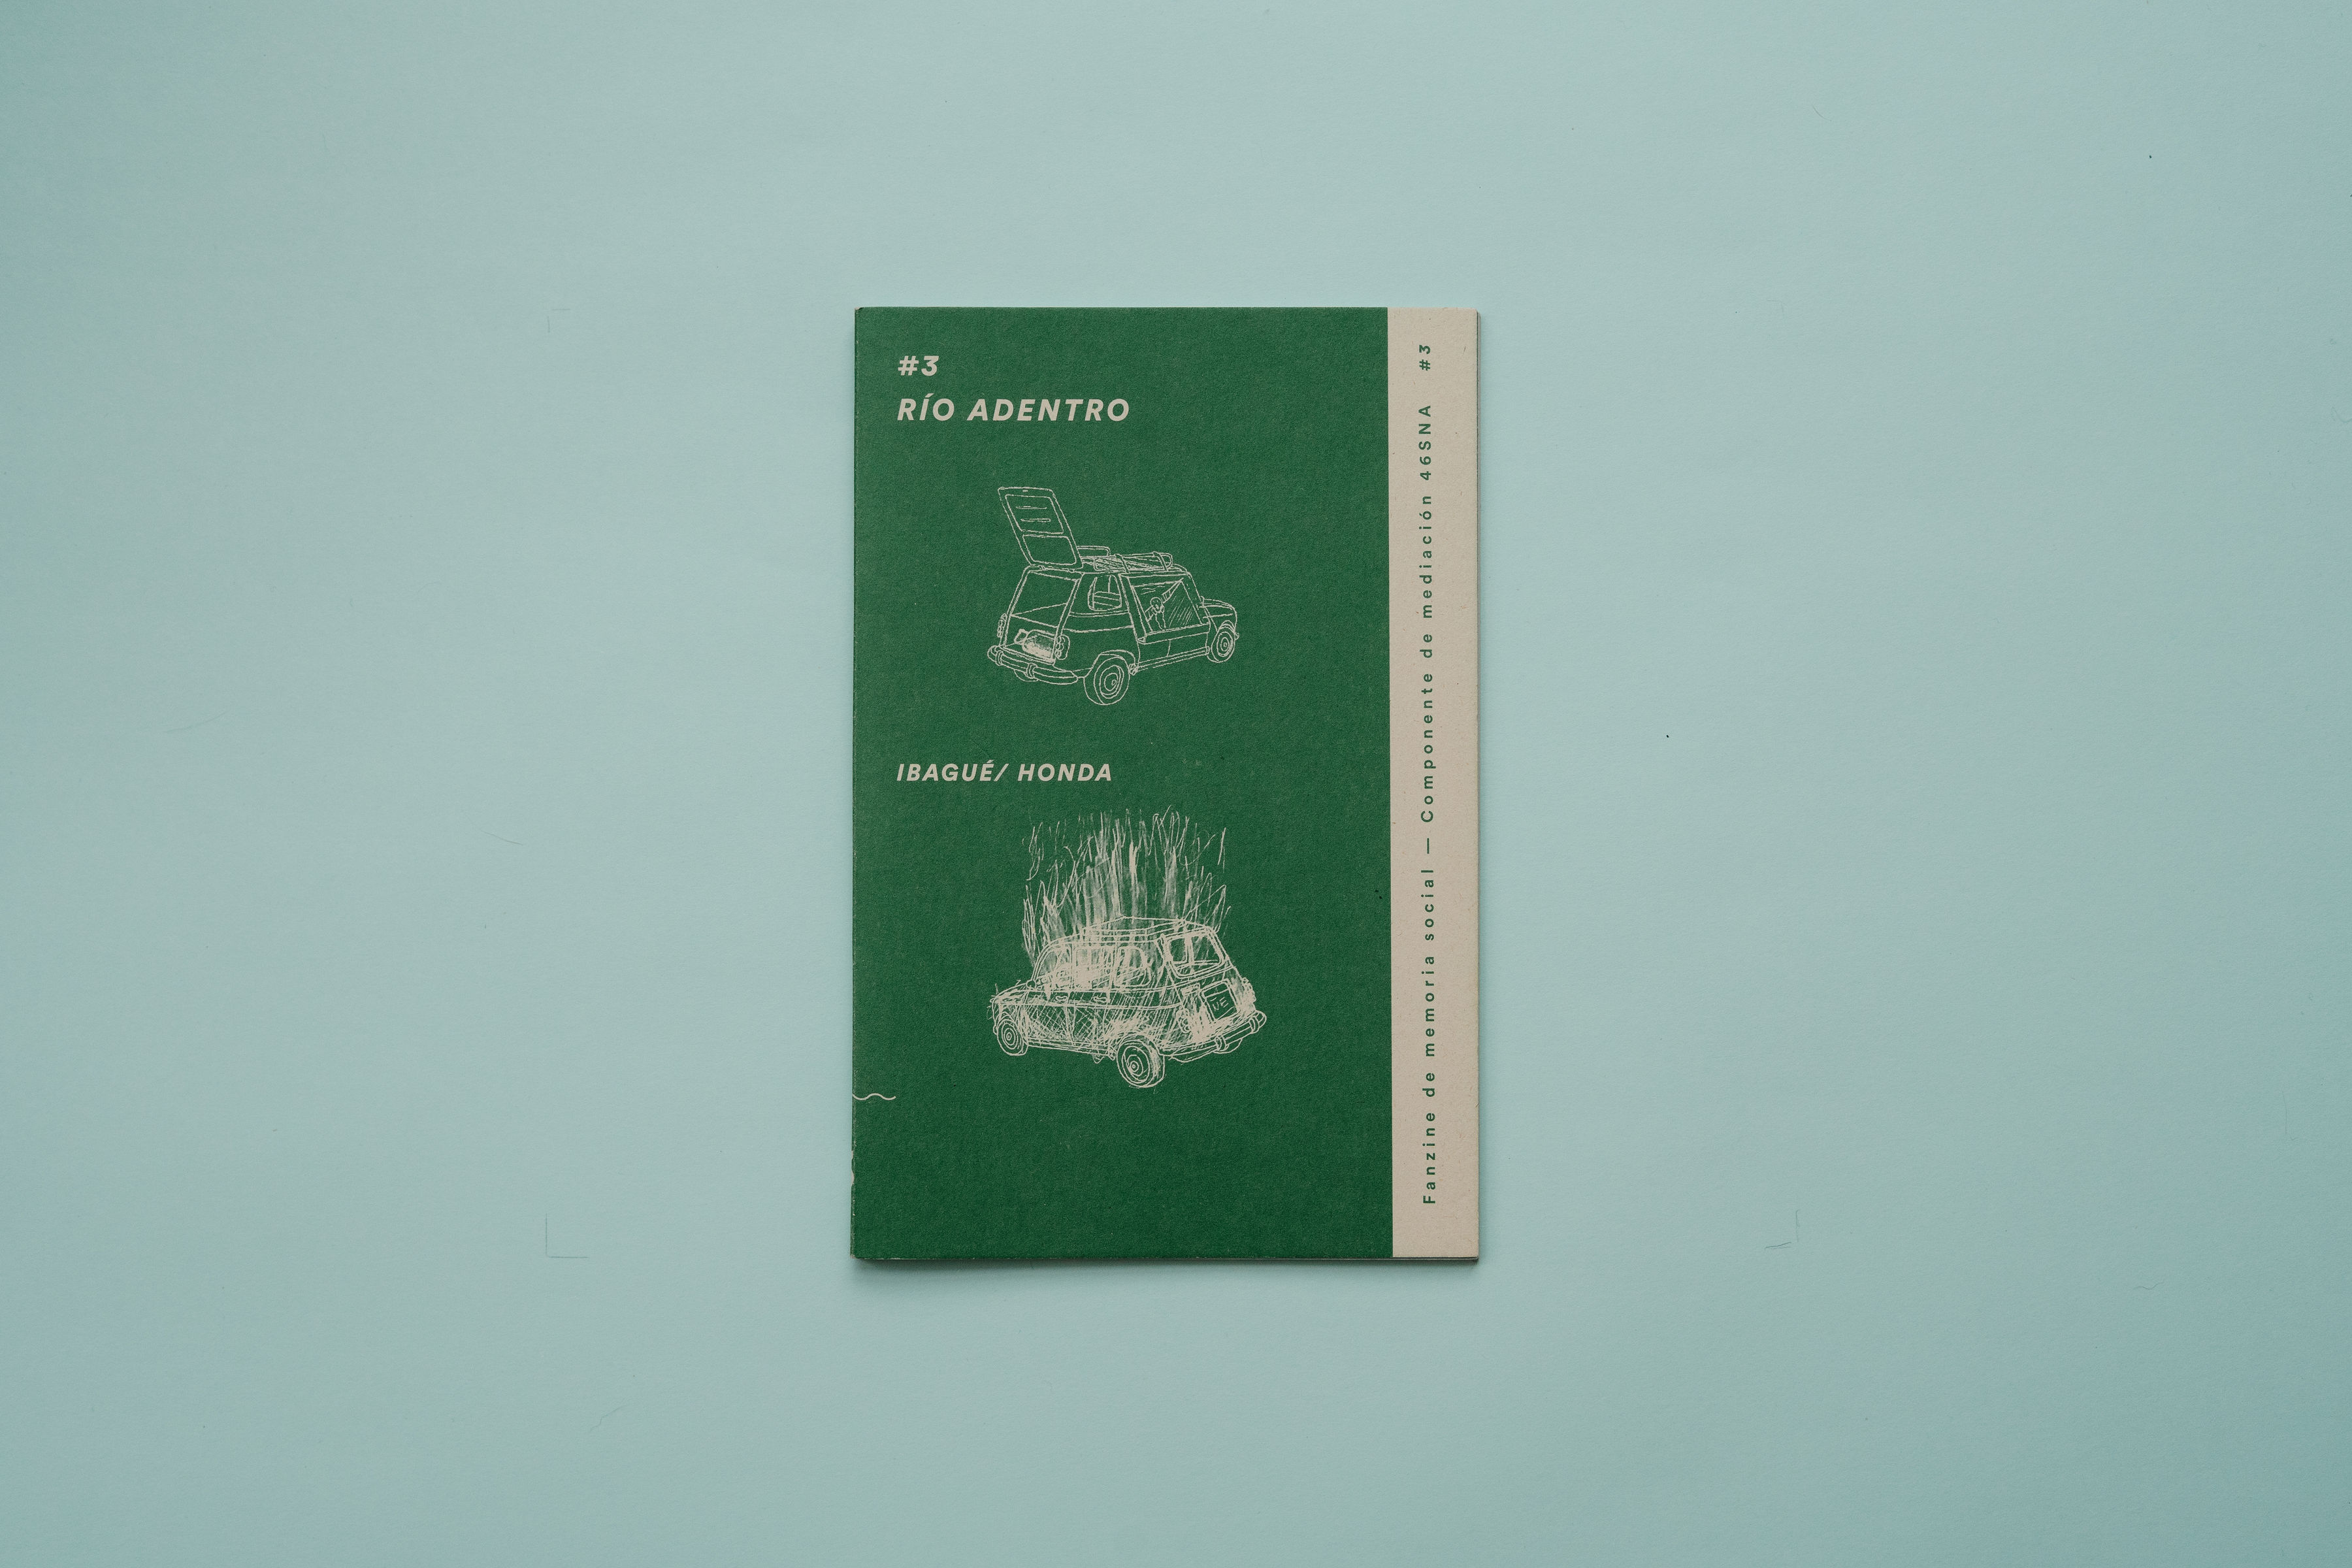 #3
RÍO ADENTRO
IBAGUÉ/ HONDA
Fanzine de memoria social — Componente de mediación 46SNA #3